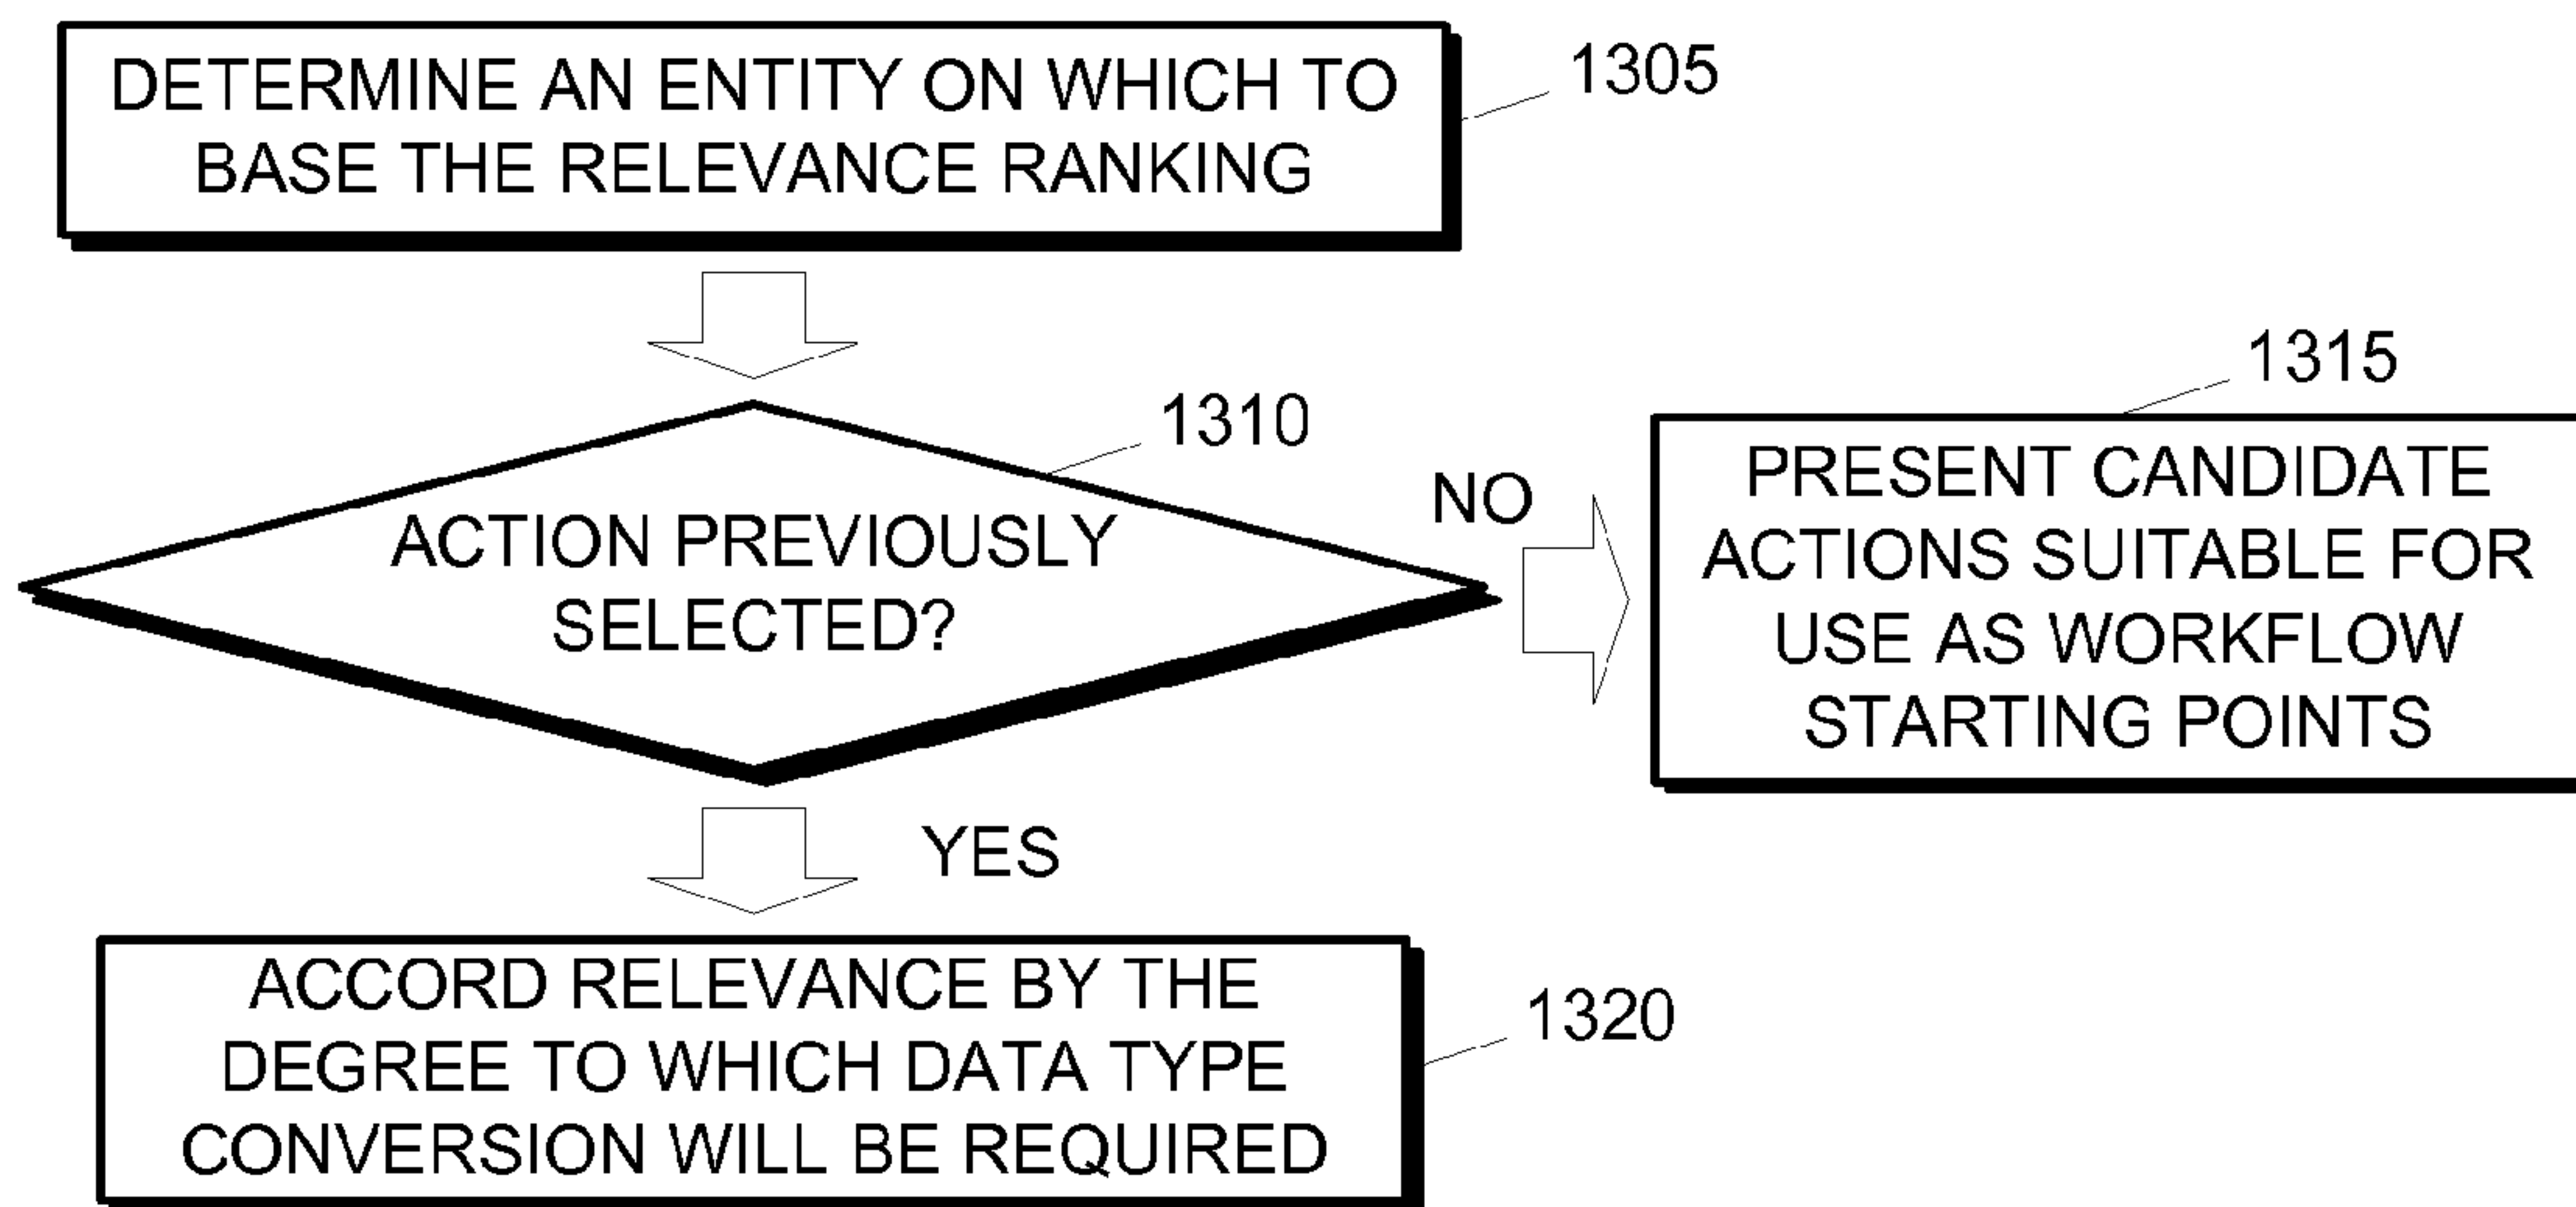 DETERMINE AN ENTITY ON WHICH TO
BASE THE RELEVANCE RANKING
1305
1310
ACTION PREVIOUSLY
SELECTED?
NO
1315
PRESENT CANDIDATE
ACTIONS SUITABLE FOR
USE AS WORKFLOW
STARTING POINTS
YES
ACCORD RELEVANCE BY THE
DEGREE TO WHICH DATA TYPE
CONVERSION WILL BE REQUIRED
1320